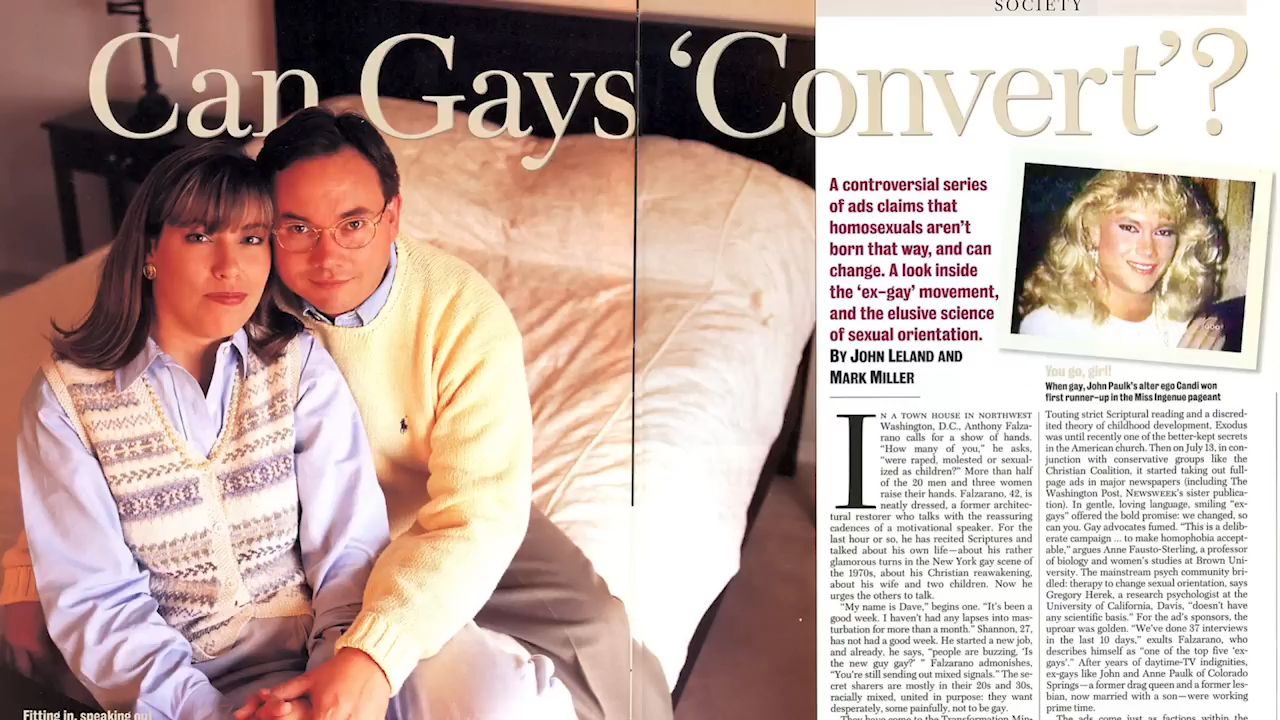 SOCIETY
Can Gays ‘Convert’?
A controversial series
of ads claims that
homosexuals aren’t
born that way, and can
change. A look inside
the ‘ex-gay’ movement,
and the elusive science
of sexual orientation.
BY JOHN LELAND AND
MARK MILLER
You go, girl!
When gay, John Paulk’s alter ego Candi won
first runner-up in the Miss Ingenue pageant
IN A TOWN HOUSE IN NORTHWEST
Washington, D.C., Anthony Falza-
rano calls for a show of hands.
“How many of you,” he asks,
“were raped, molested or sexual-
ized as children?” More than half
of the 20 men and three women
raise their hands. Falzarano, 42, is
neatly dressed, a former architec-
tural restorer who talks with the reassuring
cadences of a motivational speaker. For the
last hour or so, he has recited Scriptures and
talked about his own life—about his rather
glamorous turns in the New York gay scene of
the 1970s, about his Christian reawakening,
about his wife and two children. Now he
urges the others to talk.
“My name is Dave,” begins one. “It’s been a
good week. I haven’t had any lapses into mas-
turbation for more than a month.” Shannon, 27,
has not had a good week. He started a new job,
and already, he says, “people are buzzing, ‘Is
the new guy gay?’ ” Falzarano admonishes,
“You’re still sending out mixed signals.” The se-
cret sharers are mostly in their 20s and 30s,
racially mixed, united in purpose: they want
desperately, some painfully, not to be gay.
They have come to the Transformation Min-
Touting strict Scriptural reading and a discred-
ited theory of childhood development, Exodus
was until recently one of the better-kept secrets
in the American church. Then on July 13, in con-
junction with conservative groups like the
Christian Coalition, it started taking out full-
page ads in major newspapers (including The
Washington Post, NEWSWEEK’s sister publica-
tion). In gentle, loving language, smiling “ex-
gays” offered the bold promise: we changed, so
can you. Gay advocates fumed. “This is a delib-
erate campaign ... to make homophobia accept-
able,” argues Anne Fausto-Sterling, a professor
of biology and women’s studies at Brown Uni-
versity. The mainstream psych community bri-
dled: therapy to change sexual orientation, says
Gregory Herek, a research psychologist at the
University of California, Davis, “doesn’t have
any scientific basis.” For the ad’s sponsors, the
uproar was golden. “We’ve done 37 interviews
in the last 10 days,” exults Falzarano, who
describes himself as “one of the top five ‘ex-
gays’.” After years of daytime-TV indignities,
ex-gays like John and Anne Paulk of Colorado
Springs—a former drag queen and a former les-
bian, now married with a son—were working
prime time.
The ads come just as factions within the
Fitting in, speaking out